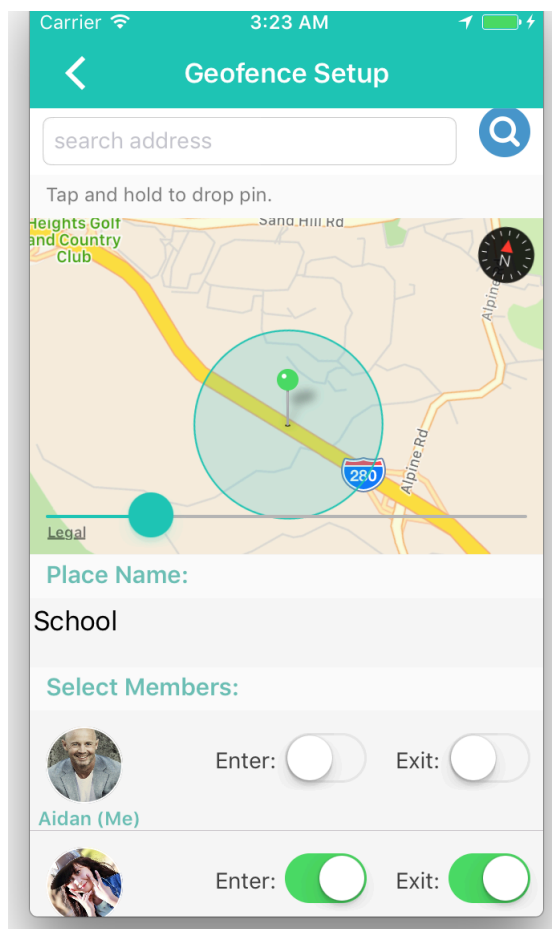 Carrier 3:23 AM
Geofence Setup
search address
Tap and hold to drop pin.
Heights Golf
and Country
Club
Sand Hill Rd
N
Alpine
Alpine Rd
280
Legal
Place Name:
School
Select Members:
Enter: Exit:
Aidan (Me)
Enter: Exit: